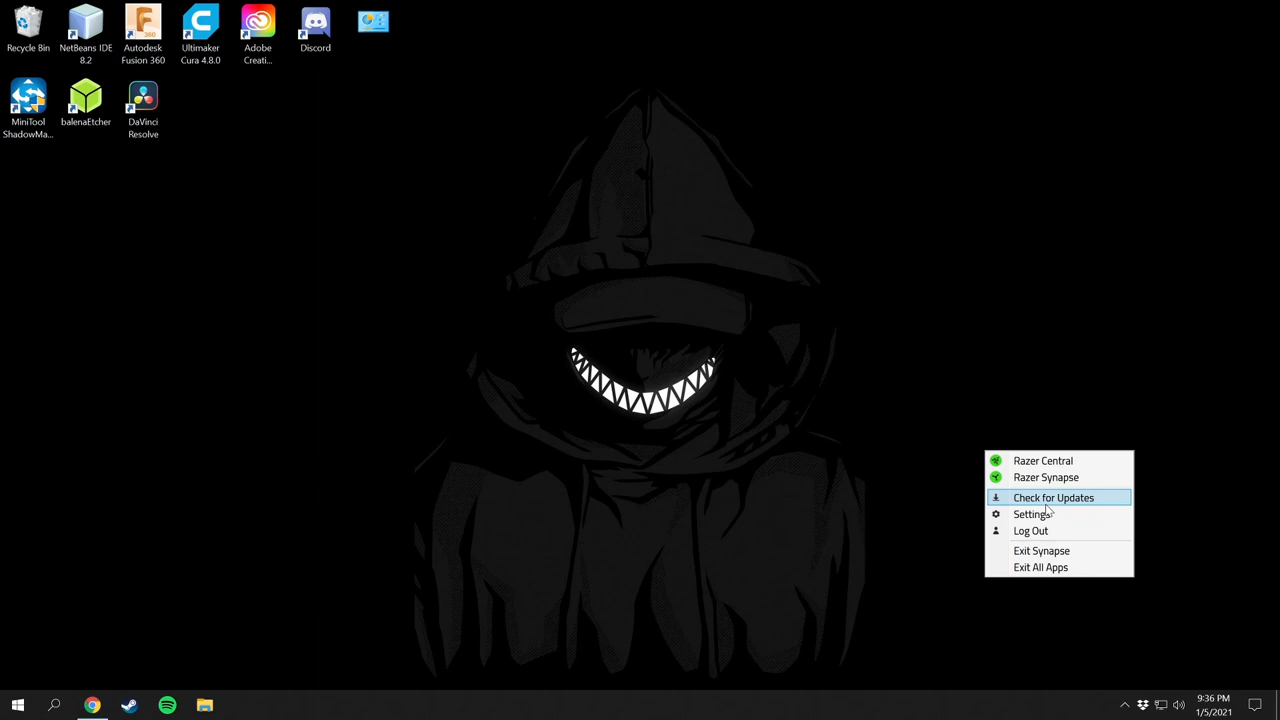 Recycle Bin
NetBeans IDE
8.2
Autodesk
Fusion 360
Ultimaker
Cura 4.8.0
Adobe
Creati...
Discord
MiniTool
ShadowMa...
balenaEtcher
DaVinci
Resolve
Razer Central
Razer Synapse
Check for Updates
Settings
Log Out
Exit Synapse
Exit All Apps
9:36 PM
1/5/2021